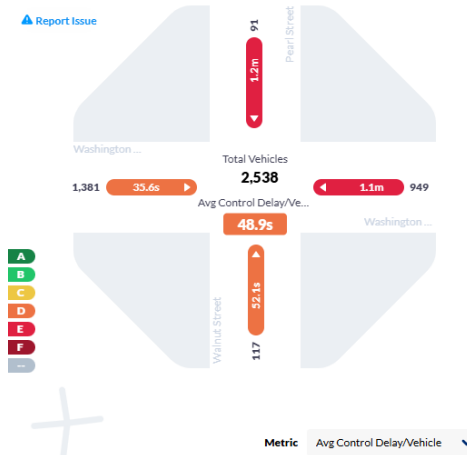 Report Issue
91
Pearl Street
1.2m
Washington ...
Total Vehicles
2,538
1,381
35.6s
1.1m
949
Avg Control Delay/Ve...
48.9s
Washington ...
52.1s
Walnut Street
117
A
B
C
D
E
F
--
Metric
Avg Control Delay/Vehicle